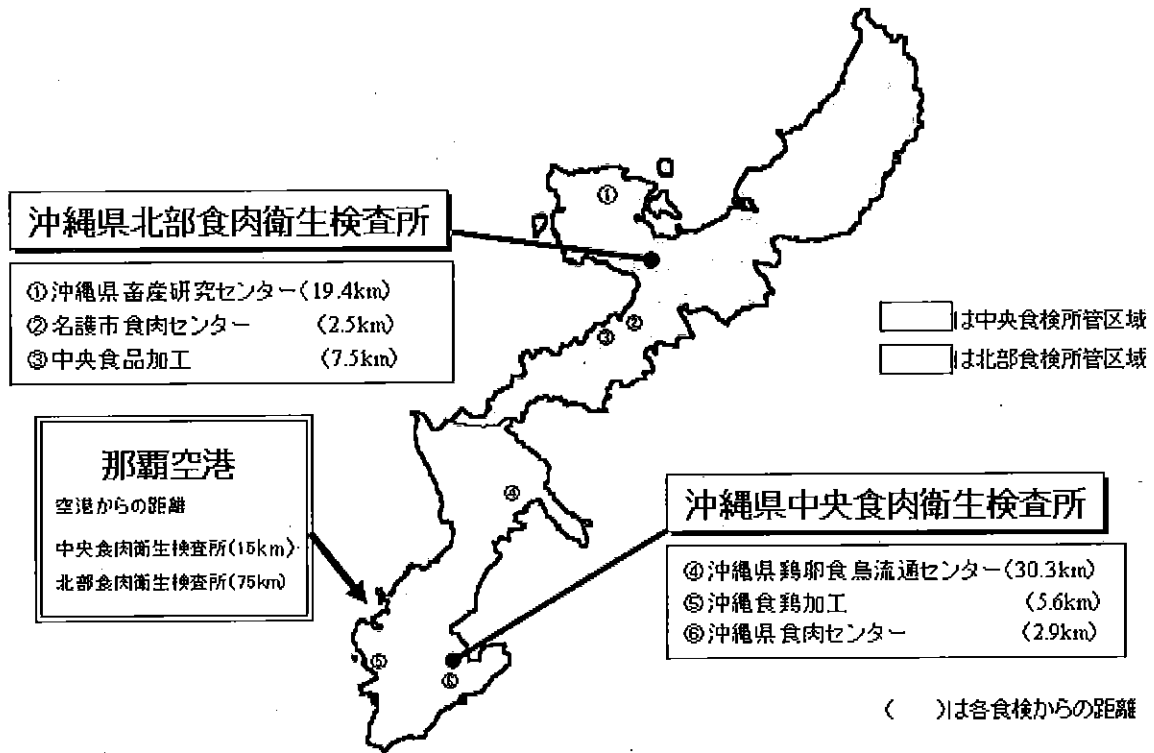 沖縄県北部食肉衛生検査所
①沖縄県畜産研究センター(19.4km)
②名護市食肉センター (2.5km)
③中央食品加工 (7.5km)
①
②
③
は中央食検所管区域
は北部食検所管区域
那覇空港
空港からの距離
中央食肉衛生検査所(15km)
北部食肉衛生検査所(75km)
④
沖縄県中央食肉衛生検査所
④沖縄県鶏卵食鳥流通センター(30.3km)
⑤沖縄食鶏加工 (5.6km)
⑥沖縄県食肉センター (2.9km)
⑤
⑥
( )は各食検からの距離